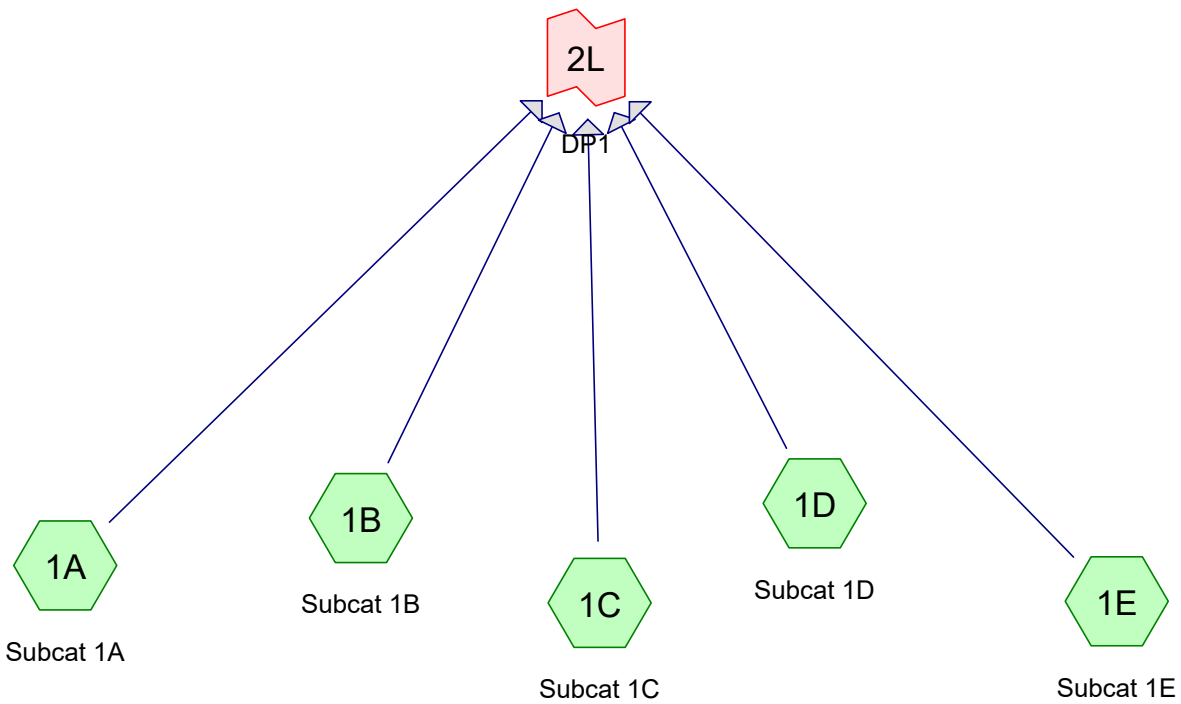 2L
DP1
1A
Subcat 1A
1B
Subcat 1B
1C
Subcat 1C
1D
Subcat 1D
1E
Subcat 1E